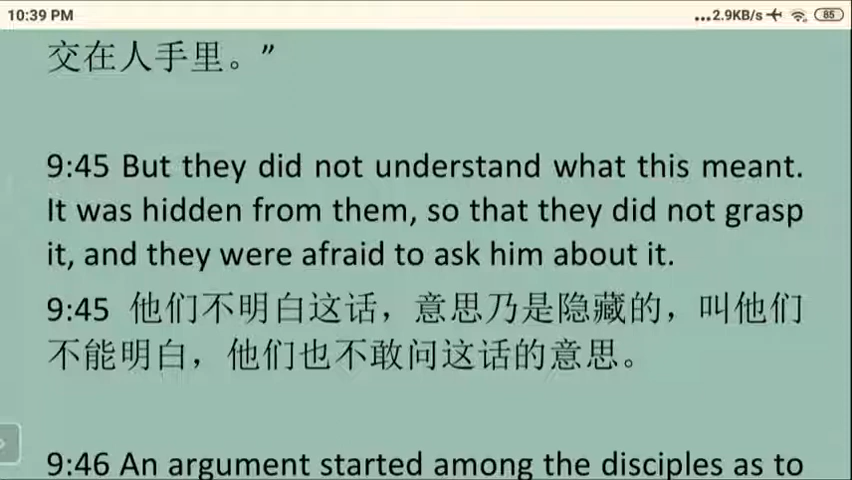 10:39 PM ...2.9KB/s 85
交在人手里。”
9:45 But they did not understand what this meant.
It was hidden from them, so that they did not grasp
it, and they were afraid to ask him about it.
9:45 他们不明白这话，意思乃是隐藏的，叫他们
不能明白，他们也不敢问这话的意思。
9:46 An argument started among the disciples as to